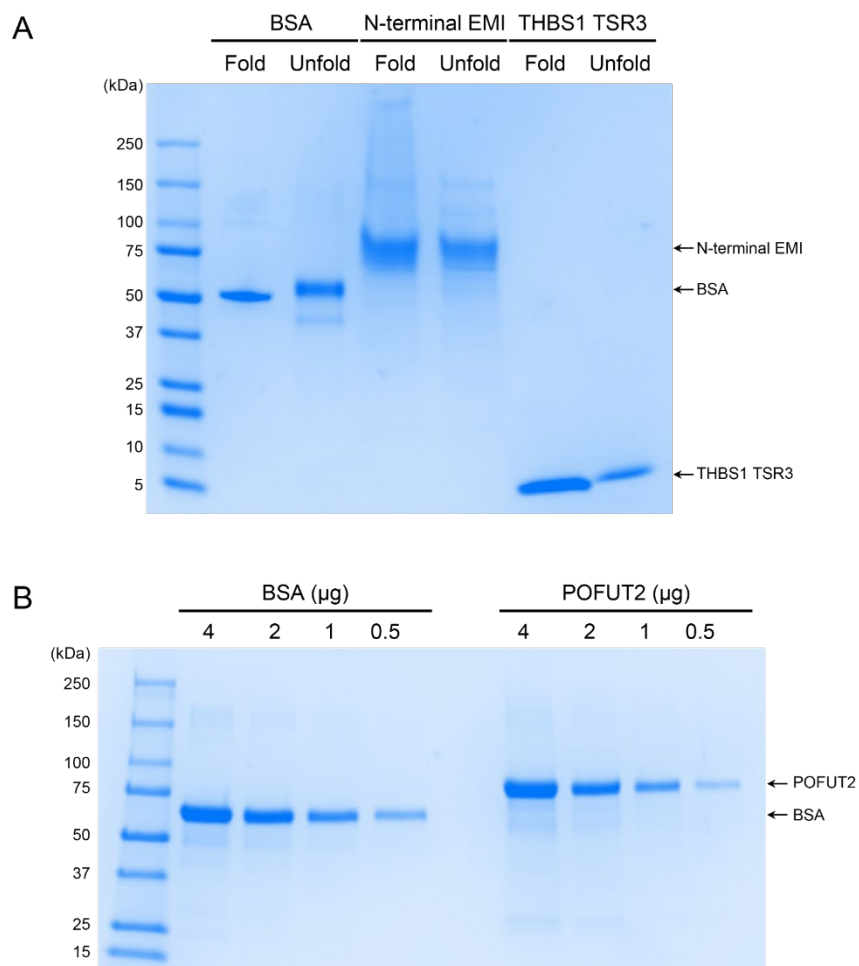 A
BSA N-terminal EMI THBS1 TSR3
Fold Unfold Fold Unfold Fold Unfold
(kDa)
250
150
100
75
N-terminal EMI
50
BSA
37
25
15
10
5
THBS1 TSR3
B
BSA (µg) POFUT2 (µg)
4 2 1 0.5 4 2 1 0.5
(kDa)
250
150
100
75
POFUT2
BSA
50
37
25
15